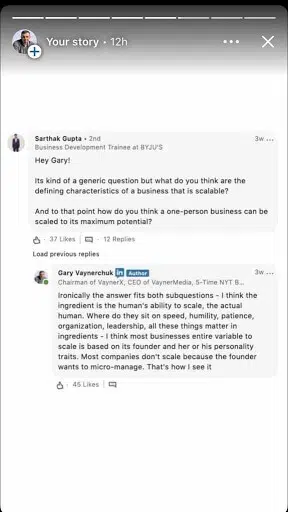 Your story • 12h
Sarthak Gupta • 2nd
3w
Business Development Trainee at BYJU'S
Hey Gary!
Its kind of a generic question but what do you think are the
defining characteristics of a business that is scalable?
And to that point how do you think a one-person business can be
scaled to its maximum potential?
37 Likes
12 Replies
Load previous replies
Gary Vaynerchuk in Author
3w
Chairman of VaynerX, CEO of VaynerMedia, 5-Time NYT B...
Ironically the answer fits both subquestions - I think the
ingredient is the human's ability to scale, the actual
human. Where do they sit on speed, humility, patience,
organization, leadership, all these things matter in
ingredients - I think most businesses entire variable to
scale is based on its founder and her or his personality
traits. Most companies don't scale because the founder
wants to micro-manage. That's how I see it
45 Likes